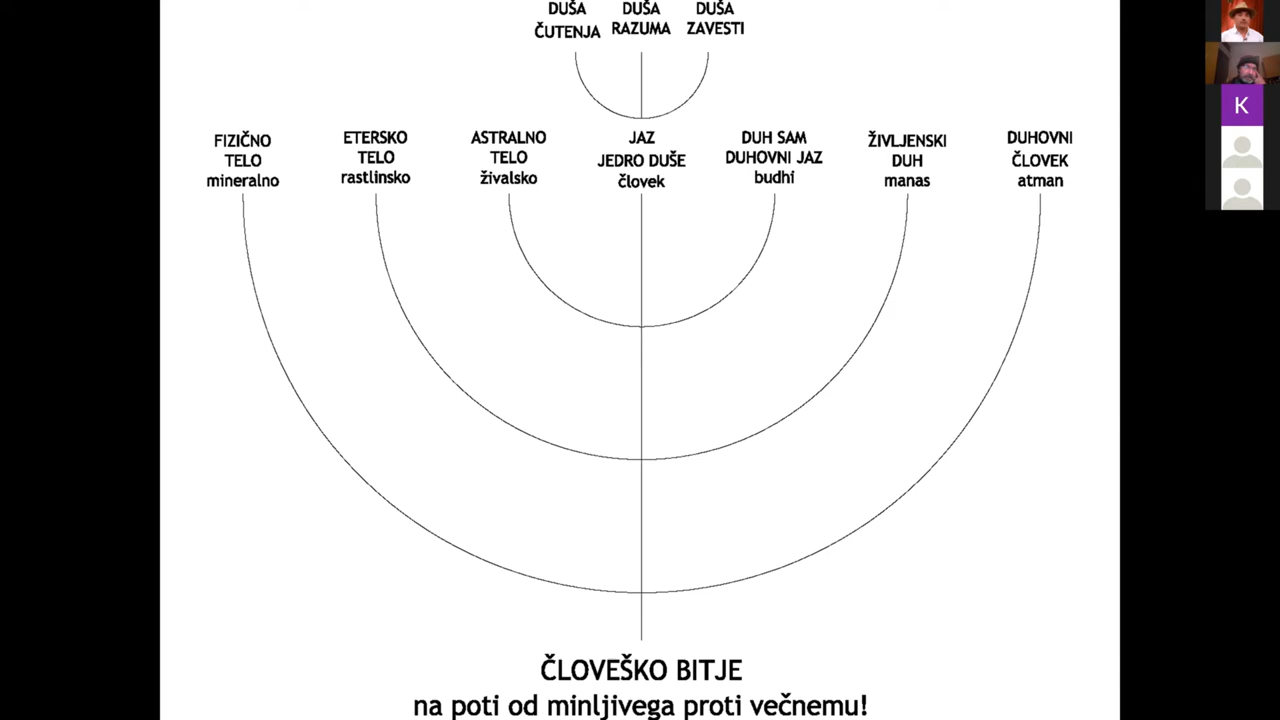 DUŠA
ČUTENJA
DUŠA
RAZUMA
DUŠA
ZAVESTI
FIZIČNO
TELO
mineralno
ETERSKO
TELO
rastlinsko
ASTRALNO
TELO
živalsko
JAZ
JEDRO DUŠE
človek
DUH SAM
DUHOVNI JAZ
budhi
ŽIVLJENSKI
DUH
manas
DUHOVNI
ČLOVEK
atman
ČLOVEŠKO BITJE
na poti od minljivega proti večnemu!
K